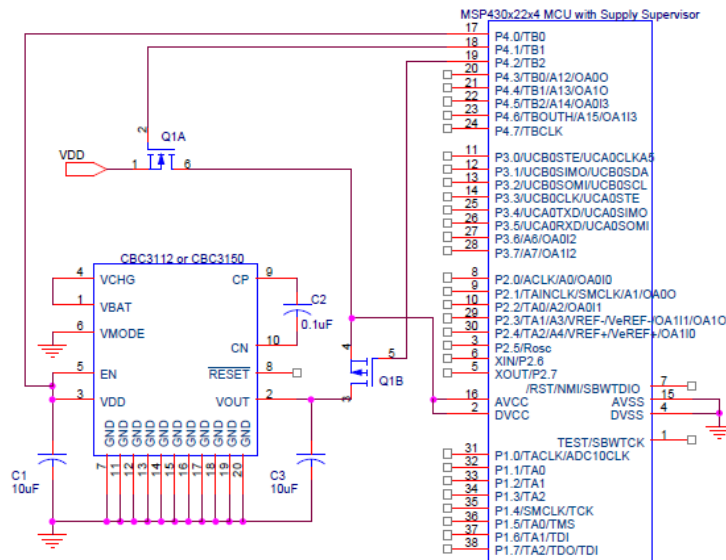 MSP430x22x4 MCU with Supply Supervisor
17 P4.0/TB0
18 P4.1/TB1
19 P4.2/TB2
20 P4.3/TB0/A12/OA0O
21 P4.4/TB1/A13/OA1O
22 P4.5/TB2/A14/OA0I3
23 P4.6/TBOUTH/A15/OA1I3
24 P4.7/TBCLK
11 P3.0/UCB0STE/UCA0CLKA5
12 P3.1/UCB0SIMO/UCB0SDA
13 P3.2/UCB0SOMI/UCB0SCL
14 P3.3/UCB0CLK/UCA0STE
25 P3.4/UCA0TXD/UCA0SIMO
26 P3.5/UCA0RXD/UCA0SOMI
27 P3.6/A6/OA0I2
28 P3.7/A7/OA1I2
8 P2.0/ACLK/A0/OA0I0
9 P2.1/TAINCLK/SMCLK/A1/OA0O
10 P2.2/TA0/A2/OA0I1
29 P2.3/TA1/A3/VREF-/VeREF-/OA1I1/OA1O
30 P2.4/TA2/A4/VREF+/VeREF+/OA1I0
3 P2.5/Rosc
6 XIN/P2.6
5 XOUT/P2.7
/RST/NMI/SBWTDIO 7
16 AVCC AVSS 15
2 DVCC DVSS 4
TEST/SBWTCK 1
31 P1.0/TACLK/ADC10CLK
32 P1.1/TA0
33 P1.2/TA1
34 P1.3/TA2
35 P1.4/SMCLK/TCK
36 P1.5/TA0/TMS
37 P1.6/TA1/TDI
38 P1.7/TA2/TDO/TDI
2
Q1A
VDD
1 6
CBC3112 or CBC3150
4 VCHG CP 9
1 VBAT
C2
0.1uF
6 VMODE
CN 10
5 EN RESET 8
3 VDD VOUT 2
4
5
Q1B
3
GND GND GND GND GND GND GND GND GND GND
7 11 12 13 14 15 16 17 18 19 20
C1
10uF
C3
10uF